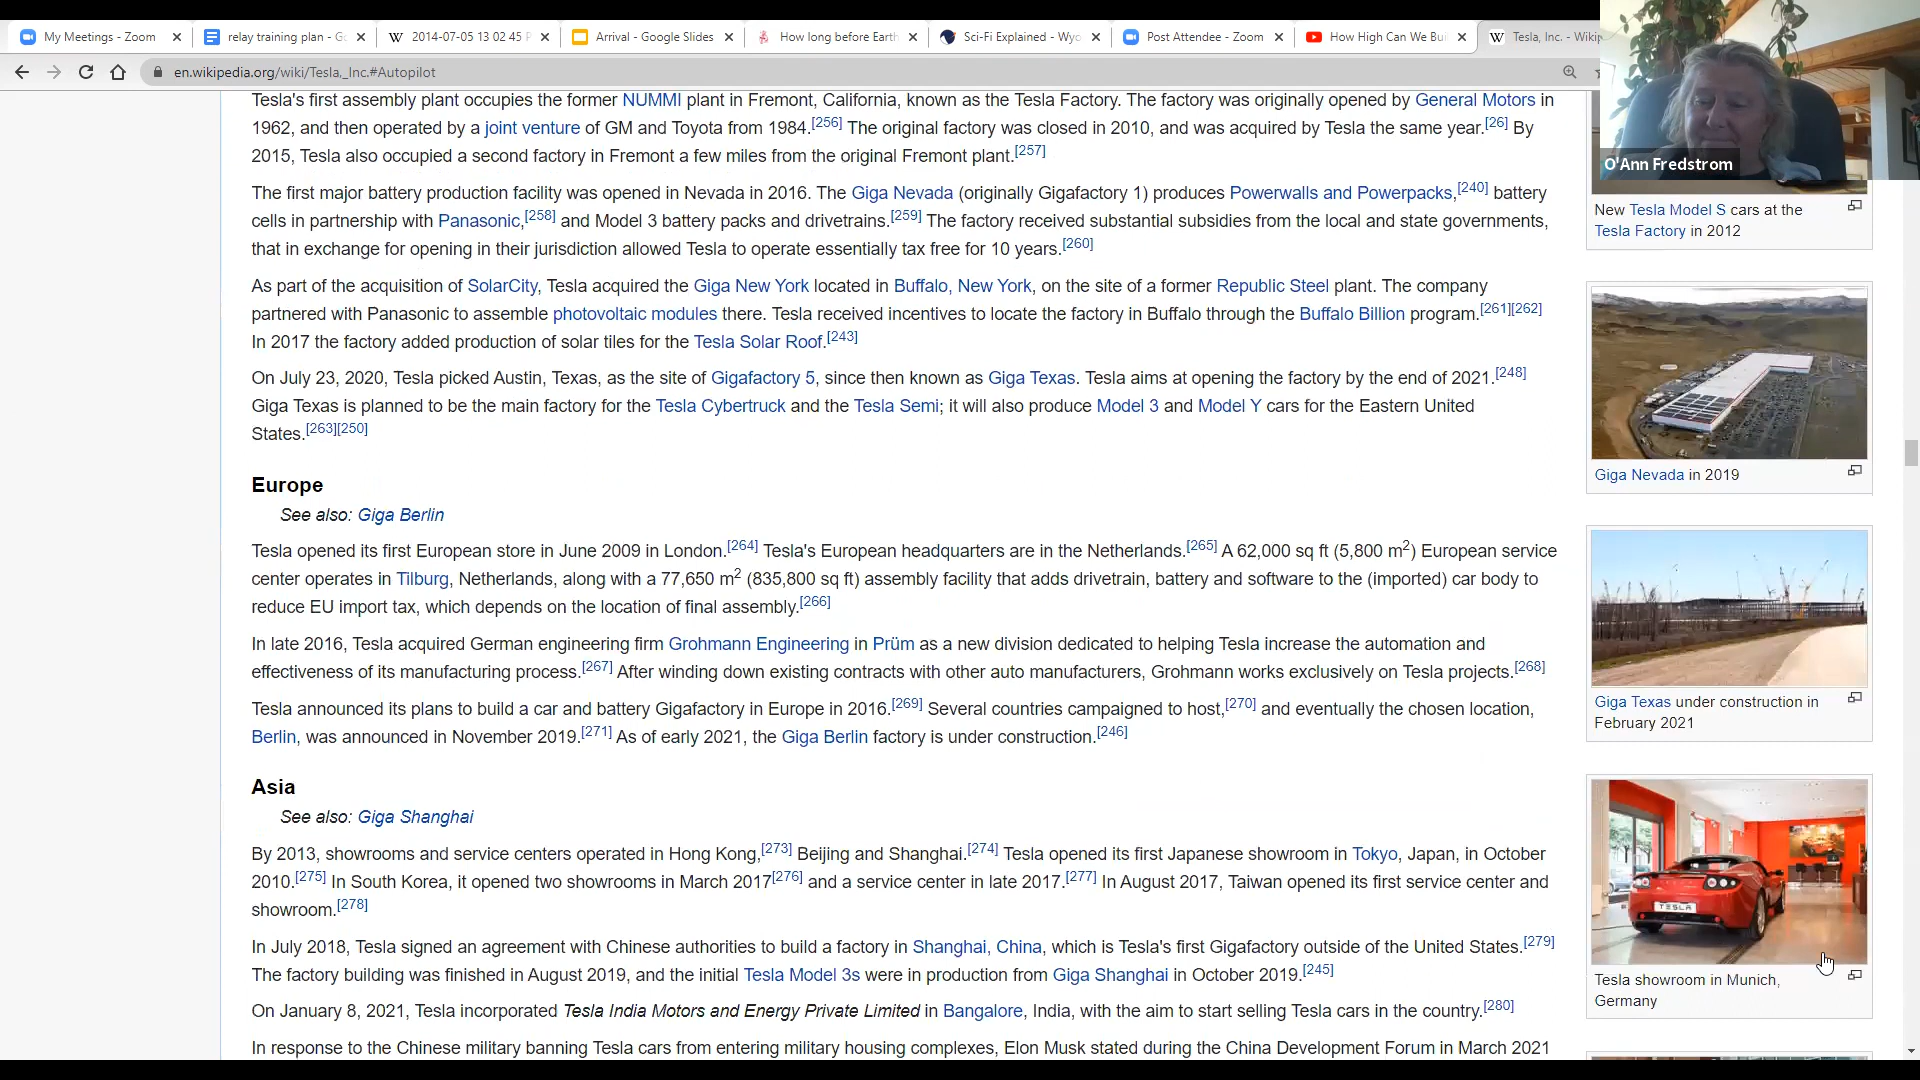 My Meetings - Zoom
relay training plan - G
2014-07-05 13 02 45 P
Arrival - Google Slides
How long before Earth
Sci-Fi Explained - Wyo
Post Attendee - Zoom
How High Can We Bui
Tesla, Inc. - Wikip
en.wikipedia.org/wiki/Tesla,_Inc.#Autopilot
O'Ann Fredstrom
Tesla's first assembly plant occupies the former NUMMI plant in Fremont, California, known as the Tesla Factory. The factory was originally opened by General Motors in
1962, and then operated by a joint venture of GM and Toyota from 1984.[256] The original factory was closed in 2010, and was acquired by Tesla the same year.[26] By
2015, Tesla also occupied a second factory in Fremont a few miles from the original Fremont plant.[257]
The first major battery production facility was opened in Nevada in 2016. The Giga Nevada (originally Gigafactory 1) produces Powerwalls and Powerpacks,[240] battery
cells in partnership with Panasonic,[258] and Model 3 battery packs and drivetrains.[259] The factory received substantial subsidies from the local and state governments,
that in exchange for opening in their jurisdiction allowed Tesla to operate essentially tax free for 10 years.[260]
As part of the acquisition of SolarCity, Tesla acquired the Giga New York located in Buffalo, New York, on the site of a former Republic Steel plant. The company
partnered with Panasonic to assemble photovoltaic modules there. Tesla received incentives to locate the factory in Buffalo through the Buffalo Billion program.[261][262]
In 2017 the factory added production of solar tiles for the Tesla Solar Roof.[243]
On July 23, 2020, Tesla picked Austin, Texas, as the site of Gigafactory 5, since then known as Giga Texas. Tesla aims at opening the factory by the end of 2021.[248]
Giga Texas is planned to be the main factory for the Tesla Cybertruck and the Tesla Semi; it will also produce Model 3 and Model Y cars for the Eastern United
States.[263][250]
Europe
See also: Giga Berlin
Tesla opened its first European store in June 2009 in London.[264] Tesla's European headquarters are in the Netherlands.[265] A 62,000 sq ft (5,800 m2) European service
center operates in Tilburg, Netherlands, along with a 77,650 m2 (835,800 sq ft) assembly facility that adds drivetrain, battery and software to the (imported) car body to
reduce EU import tax, which depends on the location of final assembly.[266]
In late 2016, Tesla acquired German engineering firm Grohmann Engineering in Prüm as a new division dedicated to helping Tesla increase the automation and
effectiveness of its manufacturing process.[267] After winding down existing contracts with other auto manufacturers, Grohmann works exclusively on Tesla projects.[268]
Tesla announced its plans to build a car and battery Gigafactory in Europe in 2016.[269] Several countries campaigned to host,[270] and eventually the chosen location,
Berlin, was announced in November 2019.[271] As of early 2021, the Giga Berlin factory is under construction.[246]
Asia
See also: Giga Shanghai
By 2013, showrooms and service centers operated in Hong Kong,[273] Beijing and Shanghai.[274] Tesla opened its first Japanese showroom in Tokyo, Japan, in October
2010.[275] In South Korea, it opened two showrooms in March 2017[276] and a service center in late 2017.[277] In August 2017, Taiwan opened its first service center and
showroom.[278]
In July 2018, Tesla signed an agreement with Chinese authorities to build a factory in Shanghai, China, which is Tesla's first Gigafactory outside of the United States.[279]
The factory building was finished in August 2019, and the initial Tesla Model 3s were in production from Giga Shanghai in October 2019.[245]
On January 8, 2021, Tesla incorporated Tesla India Motors and Energy Private Limited in Bangalore, India, with the aim to start selling Tesla cars in the country.[280]
In response to the Chinese military banning Tesla cars from entering military housing complexes, Elon Musk stated during the China Development Forum in March 2021
New Tesla Model S cars at the
Tesla Factory in 2012
Giga Nevada in 2019
Giga Texas under construction in
February 2021
TESLA
Tesla showroom in Munich,
Germany